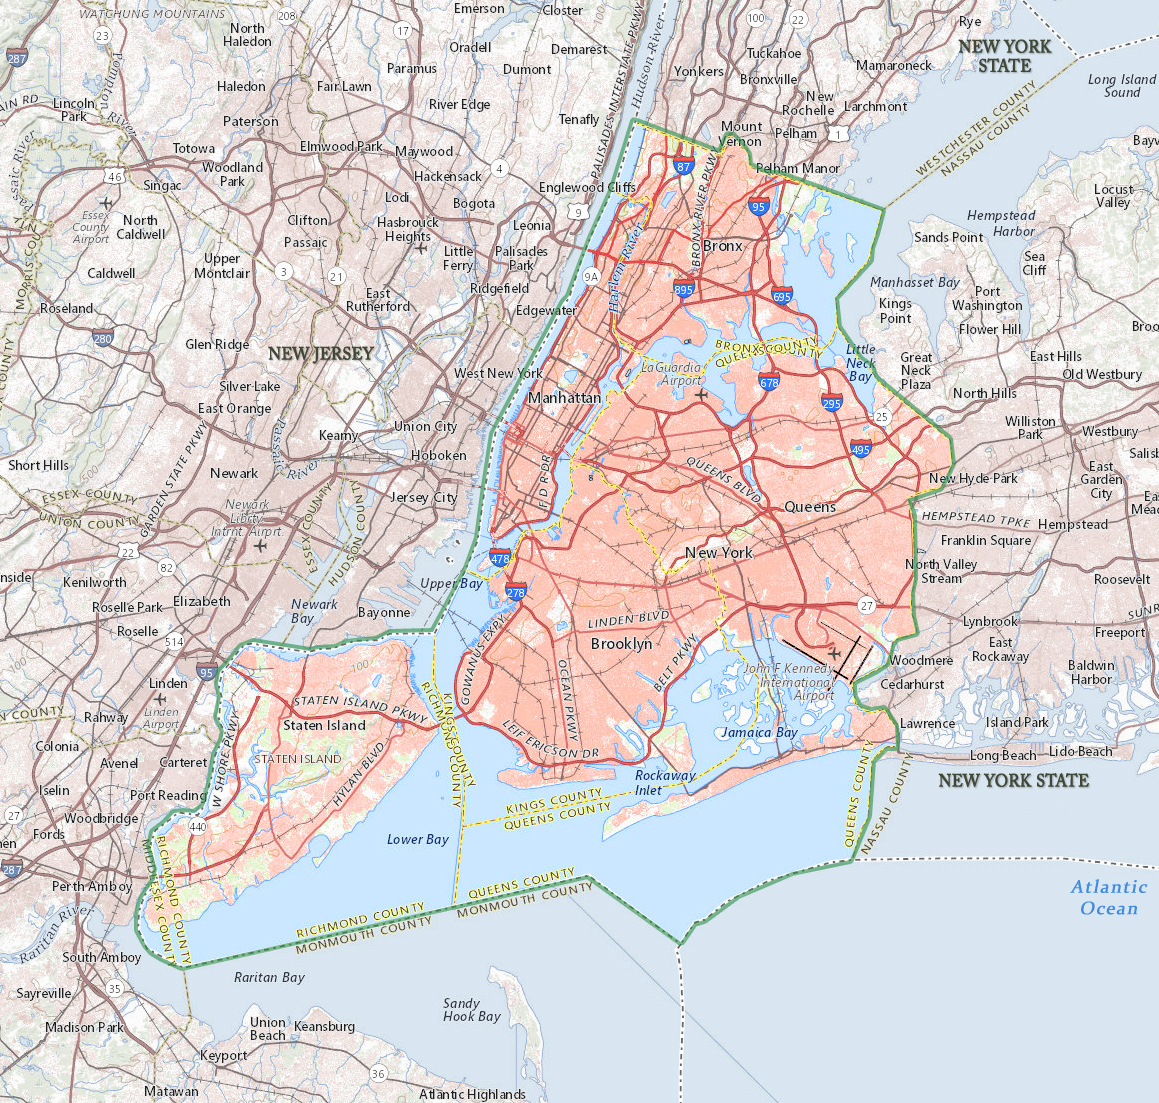 WATCHUNG MOUNTAINS
208
Emerson
Closter
100
22
Rye
23
North
Haledon
17
Oradell
Demarest
Tuckahoe
NEW YORK
STATE
287
Paramus
Dumont
Yonkers
Bronxville
Mamaroneck
Long Island
Sound
Haledon
Fair Lawn
River Edge
PALISADES INTERSTATE PKWY
Hudson River
New
Rochelle
Larchmont
Lincoln
Park
Pompton
River
Paterson
Tenafly
Mount
Vernon
Pelham
1
WESTCHESTER COUNTY
NASSAU COUNTY
Totowa
Elmwood Park
Maywood
Passaic River
Woodland
Park
46
Singac
Hackensack
4
87
Pelham Manor
Englewood Cliffs
Locust
Valley
Lodi
Bogota
9
95
Essex
County
Airport
North
Caldwell
Clifton
Hasbrouck
Heights
Leonia
BRONX RIVER PKWY
Hempstead
Harbor
Passaic
Sands Point
Bronx
Little
Ferry
Palisades
Park
Harlem River
MORRIS COUNTY
Caldwell
Upper
Montclair
3
21
9A
Sea
Cliff
Manhasset Bay
East
Rutherford
Ridgefield
895
695
Kings
Point
Port
Washington
Roseland
Edgewater
Flower Hill
280
Glen Ridge
NEW JERSEY
BRONX COUNTY
QUEENS COUNTY
Little
Neck
Bay
Great
Neck
Plaza
East Hills
Old Westbury
West New York
LaGuardia
Airport
Silver Lake
678
Manhattan
295
North Hills
East Orange
Union City
25
Williston
Park
Westbury
Kearny
Passaic
River
Hoboken
495
Short Hills
Newark
F D R DR
QUEENS BLVD
New Hyde Park
East
Garden
City
GARDEN STATE PKWY
ESSEX COUNTY
UNION COUNTY
Jersey City
Newark
Librty
Intrnt. Airprt.
Queens
HEMPSTEAD TPKE
Hempstead
ESSEX COUNTY
HUDSON COUNTY
Franklin Square
22
478
New York
North Valley
Stream
82
Kenilworth
Upper Bay
278
Roosevelt
Roselle Park
Elizabeth
Newark
Bay
Bayonne
27
Lynbrook
Roselle
514
LINDEN BLVD
Brooklyn
Freeport
East
Rockaway
GOWANUS EXPY
BELT PKWY
Woodmere
95
100
John F Kennedy
International
Airport
Baldwin
Harbor
Linden
Cedarhurst
Linden
Airport
STATEN ISLAND PKWY
OCEAN PKWY
Rahway
Staten Island
KINGS COUNTY
RICHMOND COUNTY
Lawrence
Island Park
Jamaica Bay
Colonia
W SHORE PKWY
LEIF ERICSON DR
Avenel
Carteret
STATEN ISLAND
Long Beach
Lido Beach
HYLAN BLVD
Rockaway
Inlet
NEW YORK STATE
Iselin
Port Reading
KINGS COUNTY
QUEENS COUNTY
QUEENS COUNTY
NASSAU COUNTY
27
Woodbridge
440
Fords
Lower Bay
287
RICHMOND COUNTY
MIDDLESEX COUNTY
Perth Amboy
QUEENS COUNTY
MONMOUTH COUNTY
Atlantic
Ocean
RICHMOND COUNTY
MONMOUTH COUNTY
Raritan River
South Amboy
Raritan Bay
Sayreville
35
Sandy
Hook Bay
Madison Park
Union
Beach
Keansburg
Keyport
36
Matawan
Atlantic Highlands